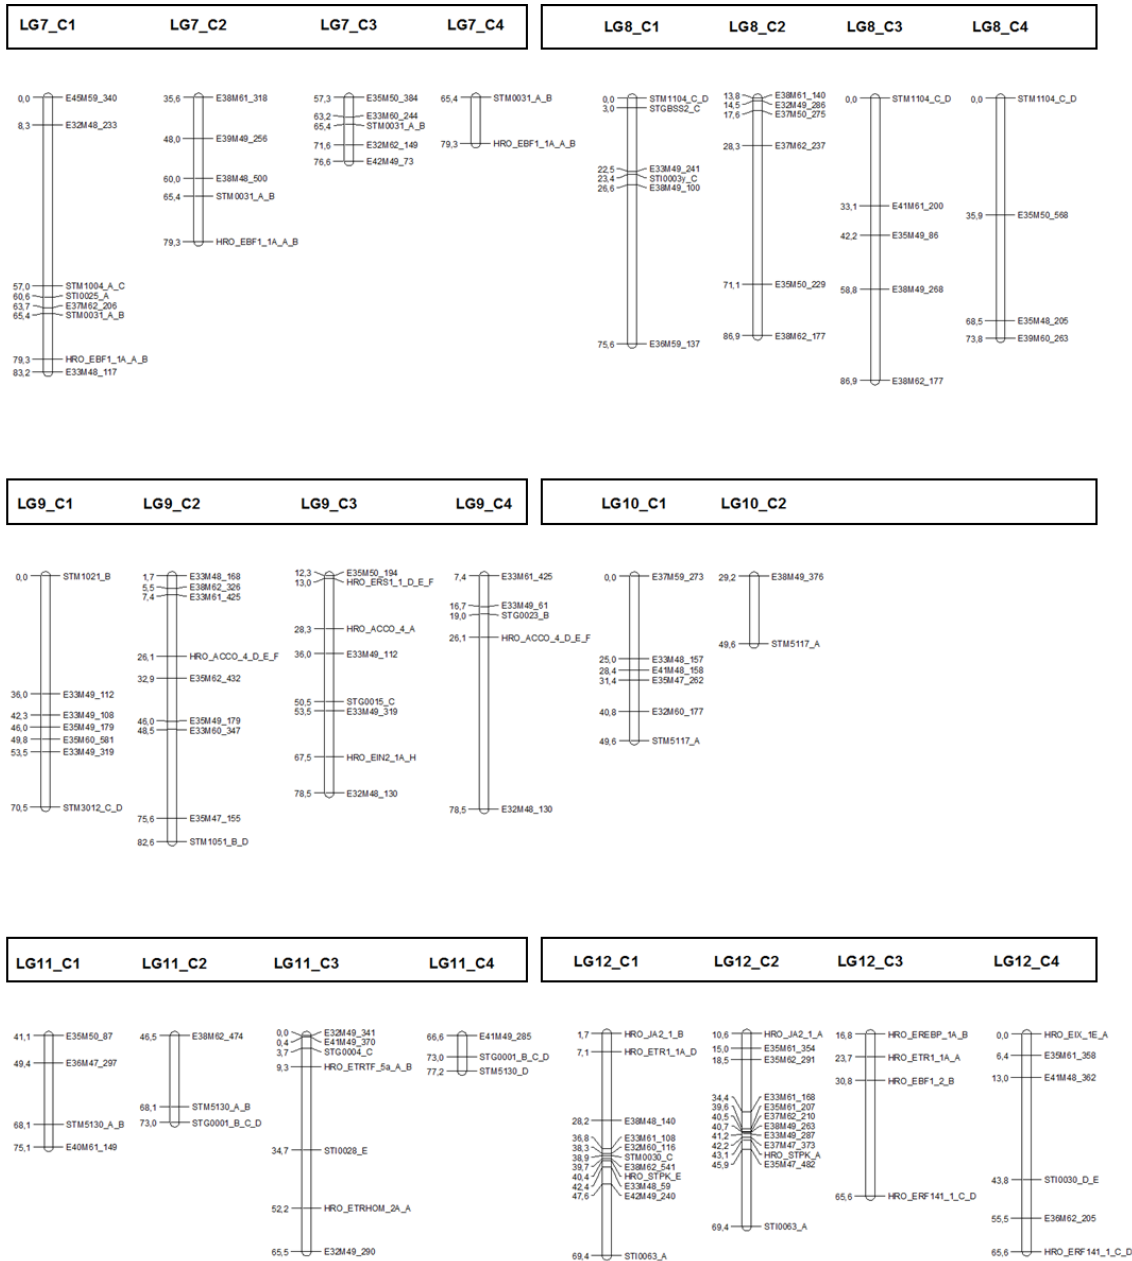 LG7_C1 LG7_C2 LG7_C3 LG7_C4
0,0 E45M59_340
8,3 E32M48_233
57,0 STM1004_A_C
60,6 STI0025_A
63,7 E37M62_206
65,4 STM0031_A_B
79,3 HRO_EBF1_1A_A_B
83,2 E33M48_117
35,6 E38M61_318
48,0 E39M49_256
60,0 E38M48_500
65,4 STM0031_A_B
79,3 HRO_EBF1_1A_A_B
57,3 E35M50_384
63,2 E33M60_244
65,4 STM0031_A_B
71,6 E32M62_149
76,6 E42M49_73
65,4 STM0031_A_B
79,3 HRO_EBF1_1A_A_B
LG8_C1 LG8_C2 LG8_C3 LG8_C4
0,0 STM1104_C_D
3,0 STGBSS2_C
22,5 E33M49_241
23,4 STI0003y_C
26,6 E38M49_100
75,6 E36M59_137
13,8 E38M61_140
14,5 E32M49_286
17,6 E37M50_275
28,3 E37M62_237
71,1 E35M50_229
86,9 E38M62_177
0,0 STM1104_C_D
33,1 E41M61_200
42,2 E35M49_86
58,8 E38M49_268
86,9 E38M62_177
0,0 STM1104_C_D
35,9 E35M50_568
68,5 E35M48_205
73,8 E39M60_263
LG9_C1 LG9_C2 LG9_C3 LG9_C4
0,0 STM1021_B
36,0 E33M49_112
42,3 E33M49_108
46,0 E35M49_179
49,8 E35M60_581
53,5 E33M49_319
70,5 STM3012_C_D
1,7 E33M48_168
5,5 E38M62_326
7,4 E33M61_425
26,1 HRO_ACCO_4_D_E_F
32,9 E35M62_432
46,0 E35M49_179
48,5 E33M60_347
75,6 E35M47_155
82,6 STM1051_B_D
12,3 E35M50_194
13,0 HRO_ERS1_1_D_E_F
28,3 HRO_ACCO_4_A
36,0 E33M49_112
50,5 STG0015_C
53,5 E33M49_319
67,5 HRO_EIN2_1A_H
78,5 E32M48_130
7,4 E33M61_425
16,7 E33M49_61
19,0 STG0023_B
26,1 HRO_ACCO_4_D_E_F
78,5 E32M48_130
LG10_C1 LG10_C2
0,0 E37M59_273
25,0 E33M48_157
28,4 E41M48_158
31,4 E35M47_262
40,8 E32M60_177
49,6 STM5117_A
29,2 E38M49_376
49,6 STM5117_A
LG11_C1 LG11_C2 LG11_C3 LG11_C4
41,1 E35M50_87
49,4 E36M47_297
68,1 STM5130_A_B
75,1 E40M61_149
46,5 E38M62_474
68,1 STM5130_A_B
73,0 STG0001_B_C_D
0,0 E32M49_341
0,4 E41M49_370
3,7 STG0004_C
9,3 HRO_ETRTF_5a_A_B
34,7 STI0028_E
52,2 HRO_ETRHOM_2A_A
65,5 E32M49_290
66,6 E41M49_285
73,0 STG0001_B_C_D
77,2 STM5130_D
LG12_C1 LG12_C2 LG12_C3 LG12_C4
1,7 HRO_JA2_1_B
7,1 HRO_ETR1_1A_D
28,2 E38M48_140
36,8 E33M61_108
38,3 E32M60_116
38,9 STM0030_C
39,7 E38M62_541
40,4 HRO_STPK_E
42,4 E33M48_59
47,6 E42M49_240
69,4 STI0063_A
10,6 HRO_JA2_1_A
15,0 E35M61_354
18,5 E35M62_291
34,4 E33M61_168
39,6 E35M61_207
40,5 E37M62_210
40,7 E38M49_263
41,2 E33M49_287
42,2 E37M47_373
43,1 HRO_STPK_A
45,9 E35M47_482
69,4 STI0063_A
16,8 HRO_EREBP_1A_B
23,7 HRO_ETR1_1A_A
30,8 HRO_EBF1_2_B
65,6 HRO_ERF141_1_C_D
0,0 HRO_EIX_1E_A
6,4 E35M61_358
13,0 E41M48_362
43,8 STI0030_D_E
55,5 E36M62_205
65,6 HRO_ERF141_1_C_D